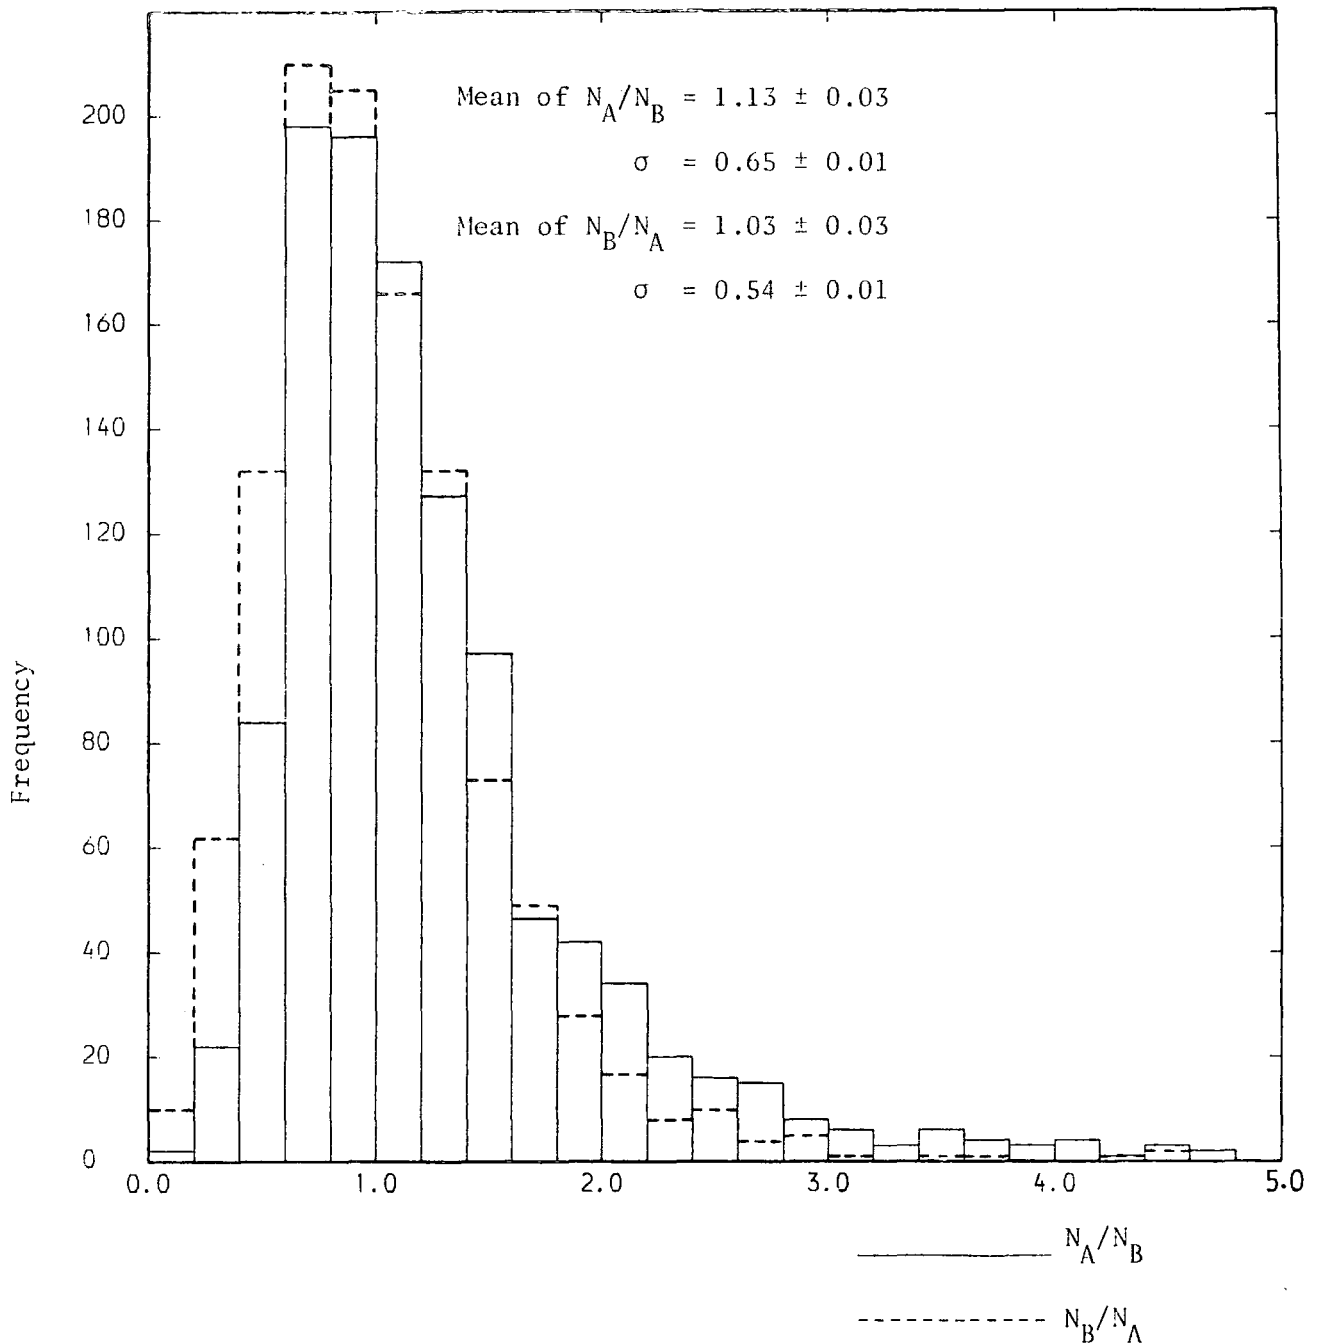 Mean of N_A/N_B = 1.13 ± 0.03
σ = 0.65 ± 0.01
Mean of N_B/N_A = 1.03 ± 0.03
σ = 0.54 ± 0.01
Frequency
200
180
160
140
120
100
80
60
40
20
0
0.0 1.0 2.0 3.0 4.0 5.0
N_A/N_B
N_B/N_A